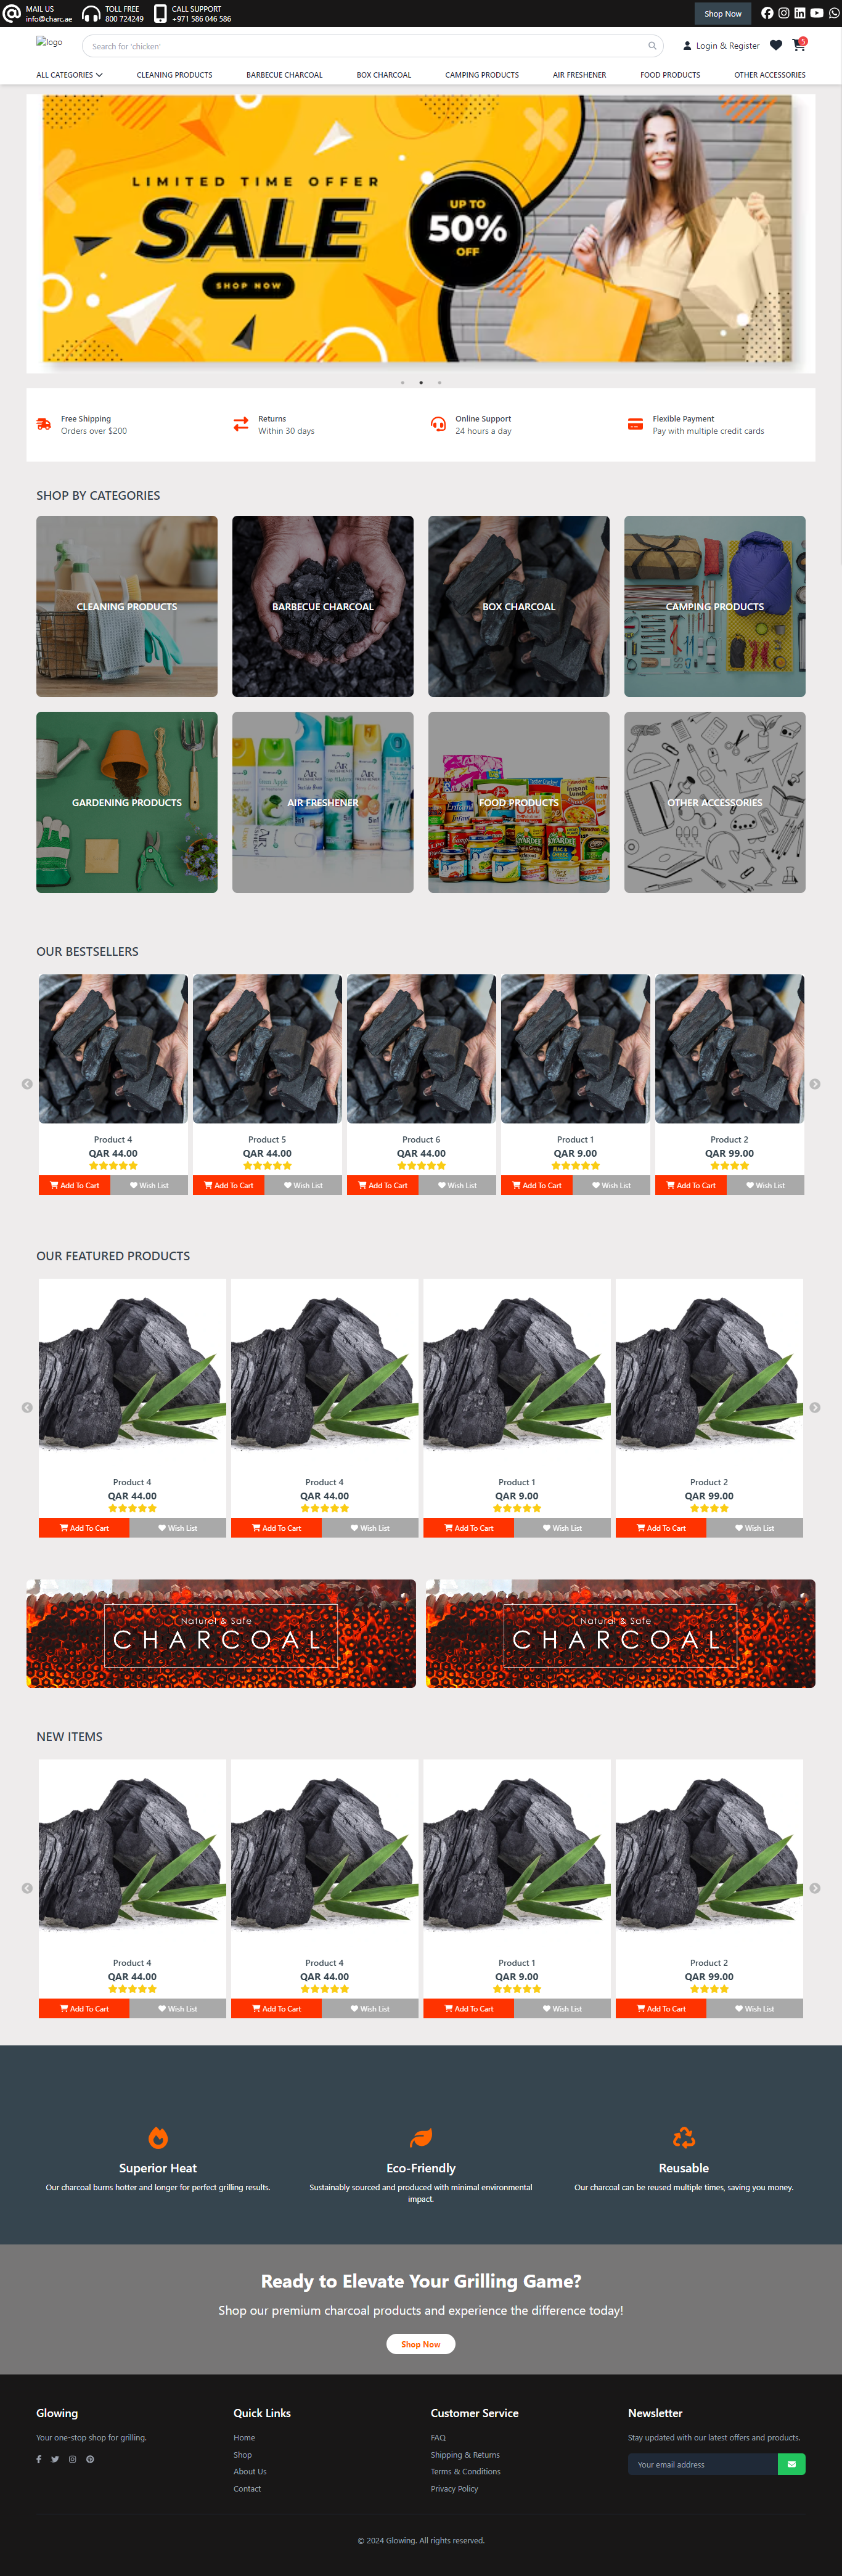 MAIL US
info@charc.ae
TOLL FREE
800 724249
CALL SUPPORT
+971 586 046 586
Shop Now
logo
Search for 'chicken'
Login & Register
5
ALL CATEGORIES
CLEANING PRODUCTS
BARBECUE CHARCOAL
BOX CHARCOAL
CAMPING PRODUCTS
AIR FRESHENER
FOOD PRODUCTS
OTHER ACCESSORIES
LIMITED TIME OFFER
SALE
SHOP NOW
UP TO
50%
OFF
Free Shipping
Orders over $200
Returns
Within 30 days
Online Support
24 hours a day
Flexible Payment
Pay with multiple credit cards
SHOP BY CATEGORIES
CLEANING PRODUCTS
BARBECUE CHARCOAL
BOX CHARCOAL
CAMPING PRODUCTS
GARDENING PRODUCTS
AIR FRESHENER
FOOD PRODUCTS
OTHER ACCESSORIES
OUR BESTSELLERS
Product 4
QAR 44.00
Add To Cart
Wish List
Product 5
QAR 44.00
Add To Cart
Wish List
Product 6
QAR 44.00
Add To Cart
Wish List
Product 1
QAR 9.00
Add To Cart
Wish List
Product 2
QAR 99.00
Add To Cart
Wish List
OUR FEATURED PRODUCTS
Product 4
QAR 44.00
Add To Cart
Wish List
Product 4
QAR 44.00
Add To Cart
Wish List
Product 1
QAR 9.00
Add To Cart
Wish List
Product 2
QAR 99.00
Add To Cart
Wish List
Natural & Safe
CHARCOAL
Natural & Safe
CHARCOAL
NEW ITEMS
Product 4
QAR 44.00
Add To Cart
Wish List
Product 4
QAR 44.00
Add To Cart
Wish List
Product 1
QAR 9.00
Add To Cart
Wish List
Product 2
QAR 99.00
Add To Cart
Wish List
Superior Heat
Our charcoal burns hotter and longer for perfect grilling results.
Eco-Friendly
Sustainably sourced and produced with minimal environmental
impact.
Reusable
Our charcoal can be reused multiple times, saving you money.
Ready to Elevate Your Grilling Game?
Shop our premium charcoal products and experience the difference today!
Shop Now
Glowing
Your one-stop shop for grilling.
Quick Links
Home
Shop
About Us
Contact
Customer Service
FAQ
Shipping & Returns
Terms & Conditions
Privacy Policy
Newsletter
Stay updated with our latest offers and products.
Your email address
© 2024 Glowing. All rights reserved.